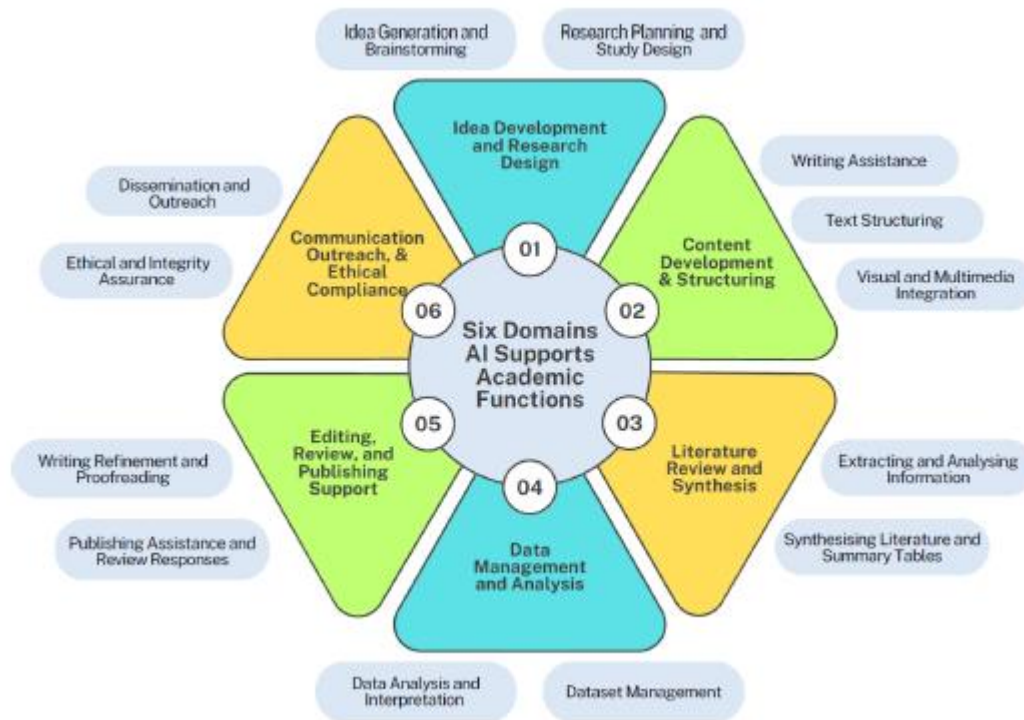 Idea Generation and
Brainstorming
Research Planning and
Study Design
Idea Development
and Research
Design
01
Writing Assistance
Text Structuring
Visual and Multimedia
Integration
Content
Development
& Structuring
02
Six Domains
AI Supports
Academic
Functions
03
Literature
Review and
Synthesis
Extracting and Analysing
Information
Synthesising Literature and
Summary Tables
04
Data
Management
and Analysis
Data Analysis and
Interpretation
Dataset Management
05
Editing,
Review, and
Publishing
Support
Writing Refinement and
Proofreading
Publishing Assistance and
Review Responses
06
Communication
Outreach, &
Ethical
Compliance
Dissemination and
Outreach
Ethical and Integrity
Assurance